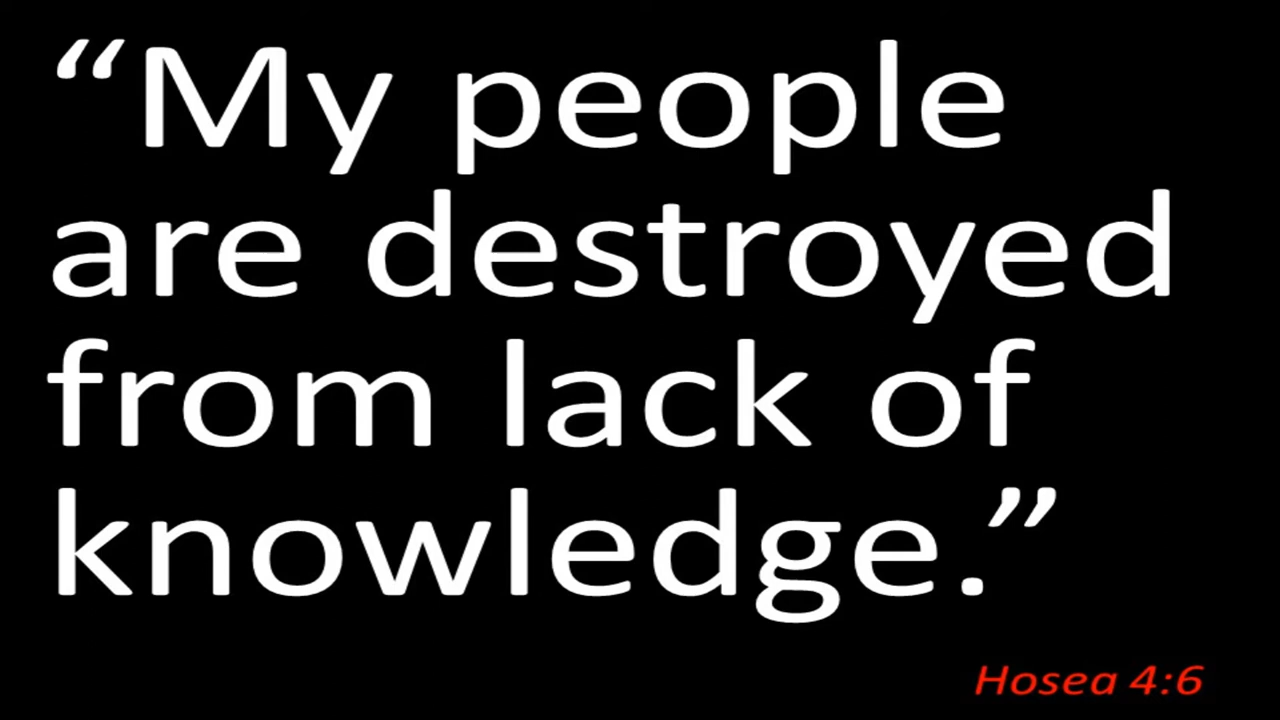 “My people
are destroyed
from lack of
knowledge.”
Hosea 4:6